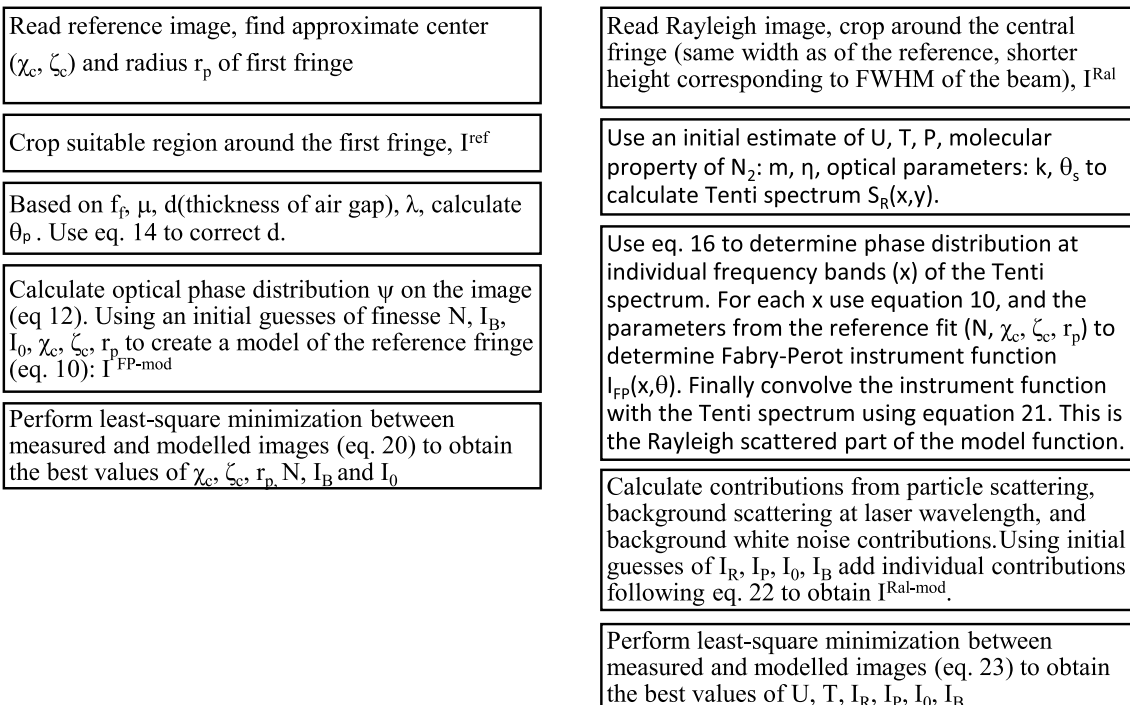 Read reference image, find approximate center
(χc, ζc) and radius rp of first fringe
Crop suitable region around the first fringe, I^ref
Based on ff, μ, d(thickness of air gap), λ, calculate
θp . Use eq. 14 to correct d.
Calculate optical phase distribution ψ on the image
(eq 12). Using an initial guesses of finesse N, IB,
I0, χc, ζc, rp to create a model of the reference fringe
(eq. 10): I^FP-mod
Perform least-square minimization between
measured and modelled images (eq. 20) to obtain
the best values of χc, ζc, rp, N, IB and I0
Read Rayleigh image, crop around the central
fringe (same width as of the reference, shorter
height corresponding to FWHM of the beam), I^Ral
Use an initial estimate of U, T, P, molecular
property of N2: m, η, optical parameters: k, θs to
calculate Tenti spectrum SR(x,y).
Use eq. 16 to determine phase distribution at
individual frequency bands (x) of the Tenti
spectrum. For each x use equation 10, and the
parameters from the reference fit (N, χc, ζc, rp) to
determine Fabry-Perot instrument function
IFP(x,θ). Finally convolve the instrument function
with the Tenti spectrum using equation 21. This is
the Rayleigh scattered part of the model function.
Calculate contributions from particle scattering,
background scattering at laser wavelength, and
background white noise contributions.Using initial
guesses of IR, IP, I0, IB add individual contributions
following eq. 22 to obtain I^Ral-mod.
Perform least-square minimization between
measured and modelled images (eq. 23) to obtain
the best values of U, T, IR, IP, I0, IB